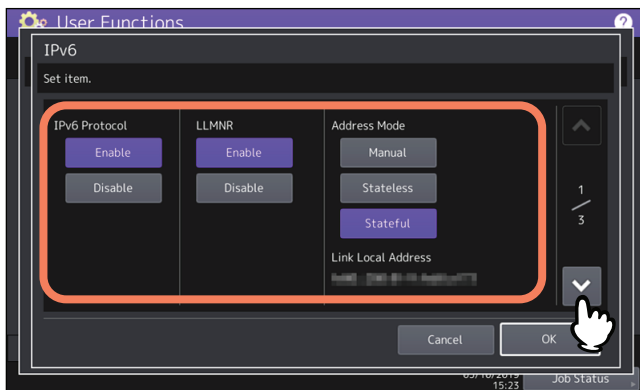 User Functions
?
IPv6
Set item.
IPv6 Protocol
Enable
Disable
LLMNR
Enable
Disable
Address Mode
Manual
Stateless
Stateful
Link Local Address
1
3
Cancel
OK
15:23
Job Status